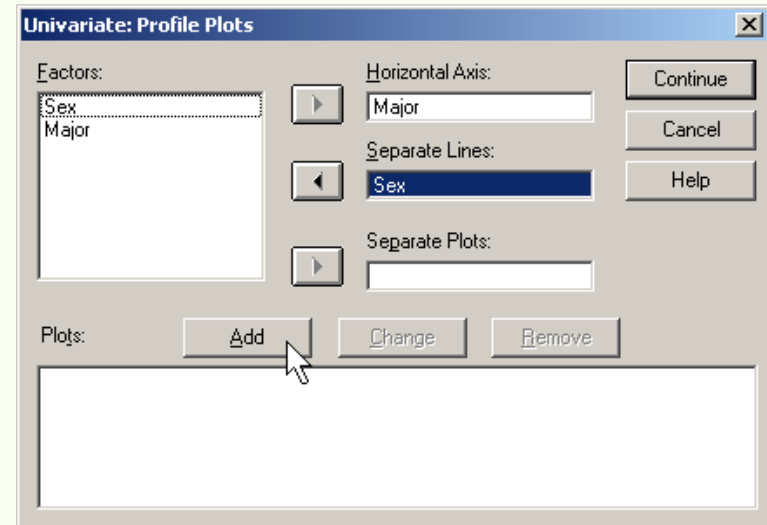 Univariate: Profile Plots
Factors:
Sex
Major
Horizontal Axis:
Major
Separate Lines:
Sex
Separate Plots:
Continue
Cancel
Help
Plots:
Add
Change
Remove